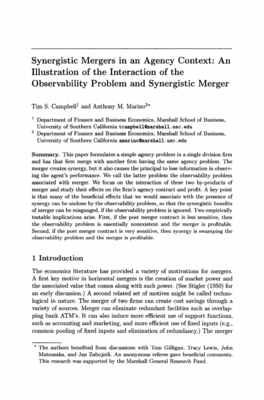 Synergistic Mergers in an Agency Context: An
Illustration of the Interaction of the
Observability Problem and Synergistic Merger
Tim S. Campbell¹ and Anthony M. Marino²*
¹ Department of Finance and Business Economics, Marshall School of Business,
University of Southern California tcampbell@marshall.usc.edu
² Department of Finance and Business Economics, Marshall School of Business,
University of Southern California amarino@marshall.usc.edu
Summary. This paper formulates a simple agency problem in a single division firm
and has that firm merge with another firm having the same agency problem. The
merger creates synergy, but it also causes the principal to lose information in observ-
ing the agent's performance. We call the latter problem the observability problem
associated with merger. We focus on the interaction of these two by-products of
merger and study their effects on the firm's agency contract and profit. A key point
is that many of the beneficial effects that we would associate with the presence of
synergy can be undone by the observability problem, so that the synergistic benefits
of merger can be misgauged, if the observability problem is ignored. Two empirically
testable implications arise. First, if the post merger contract is less sensitive, then
the observability problem is essentially nonexistent and the merger is profitable.
Second, if the post merger contract is very sensitive, then synergy is swamping the
observability problem and the merger is profitable.
1 Introduction
The economics literature has provided a variety of motivations for mergers.
A first key motive in horizontal mergers is the creation of market power and
the associated value that comes along with such power. (See Stigler (1950) for
an early discussion.) A second related set of motives might be called techno-
logical in nature. The merger of two firms can create cost savings through a
variety of sources. Merger can eliminate redundant facilities such as overlap-
ping bank ATM's. It can also induce more efficient use of support functions,
such as accounting and marketing, and more efficient use of fixed inputs (e.g.,
common pooling of fixed inputs and elimination of redundancy.) The merger
* The authors benefited from discussions with Tom Gilligan, Tracy Lewis, John
Matsusaka, and Jan Zabojnik. An anonymous referee gave beneficial comments.
This research was supported by the Marshall General Research Fund.